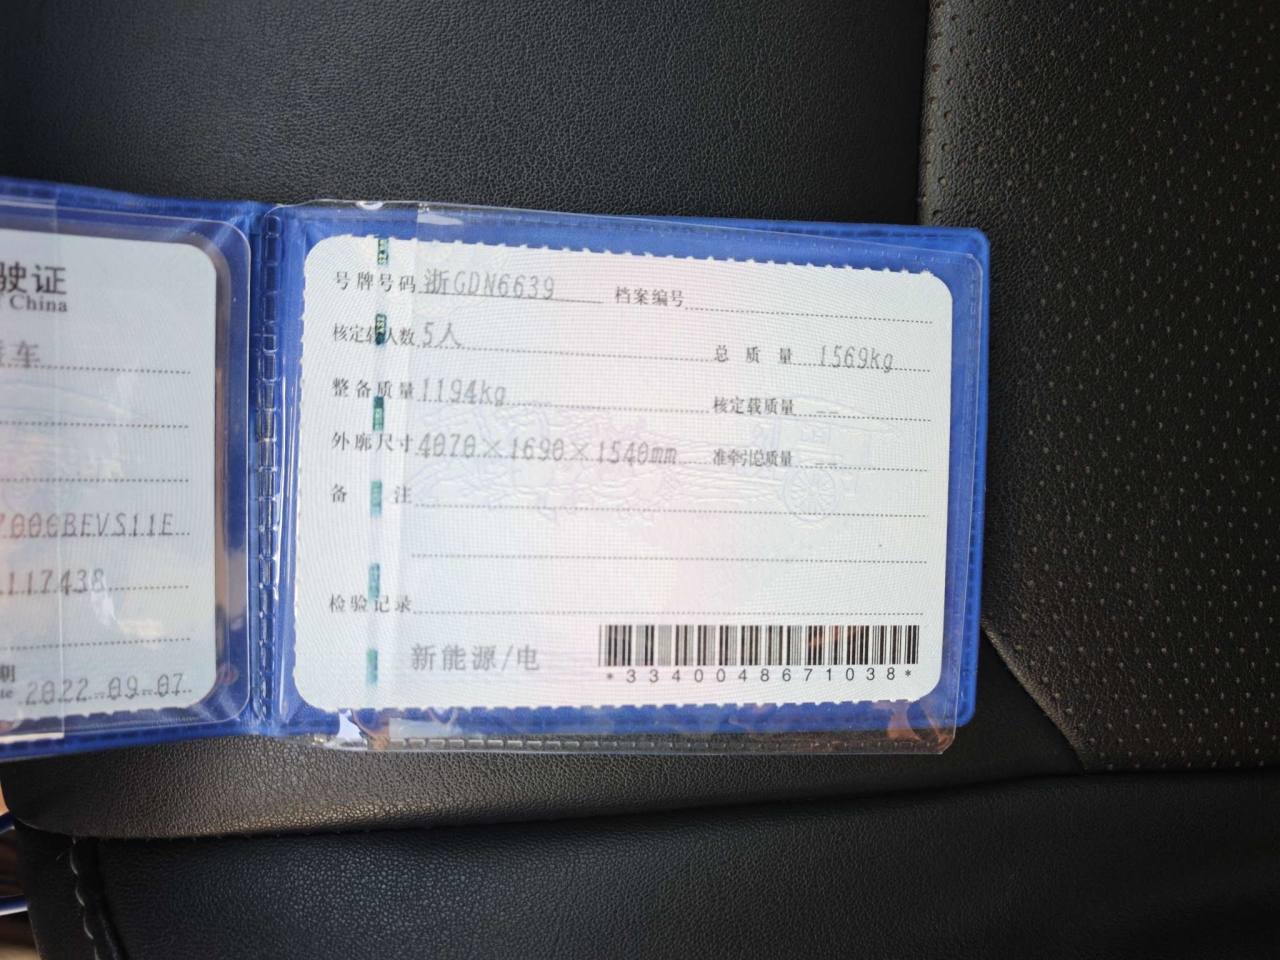 驶证
China
车
700CBEVS11E
117438
期
te 2022-09-07
号牌号码 浙GDN6639 档案编号
核定载人数 5人 总质量 1569kg
整备质量 1194kg 核定载质量 --
外廓尺寸 4070×1690×1540mm 准牵引总质量 --
备注
检验记录
新能源/电
*3340048671038*